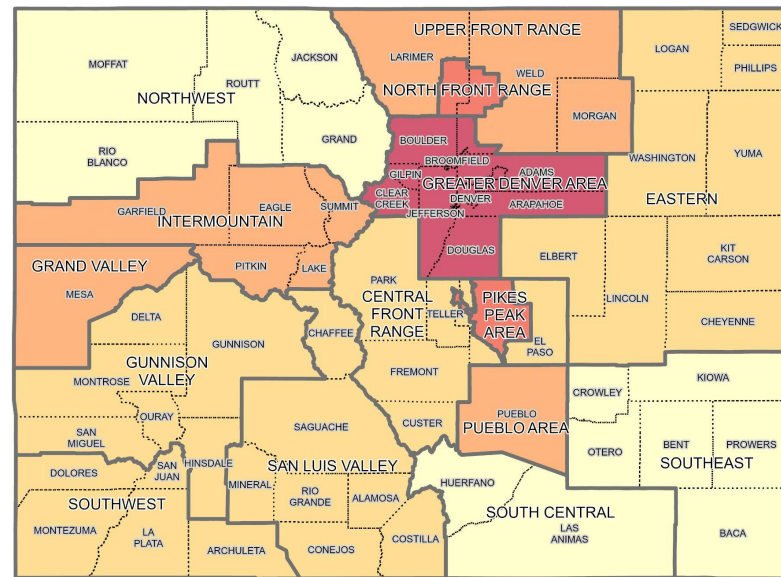 UPPER FRONT RANGE
SEDGWICK
LOGAN
JACKSON
LARIMER
MOFFAT
PHILLIPS
WELD
ROUTT
NORTH FRONT RANGE
NORTHWEST
MORGAN
GRAND
BOULDER
RIO
BLANCO
BROOMFIELD
WASHINGTON
YUMA
GILPIN
ADAMS
GREATER DENVER AREA
CLEAR
CREEK
DENVER
EASTERN
EAGLE
SUMMIT
ARAPAHOE
GARFIELD
JEFFERSON
INTERMOUNTAIN
DOUGLAS
ELBERT
KIT
CARSON
GRAND VALLEY
PITKIN
LAKE
PARK
MESA
CENTRAL
FRONT
RANGE
PIKES
PEAK
AREA
LINCOLN
DELTA
TELLER
CHEYENNE
CHAFFEE
GUNNISON
EL
PASO
GUNNISON
VALLEY
FREMONT
MONTROSE
KIOWA
CROWLEY
OURAY
CUSTER
PUEBLO
PUEBLO AREA
SAGUACHE
SAN
MIGUEL
OTERO
BENT
PROWERS
SAN
JUAN
HINSDALE
SOUTHEAST
DOLORES
SAN LUIS VALLEY
MINERAL
HUERFANO
RIO
GRANDE
ALAMOSA
SOUTHWEST
SOUTH CENTRAL
MONTEZUMA
LA
PLATA
LAS
ANIMAS
BACA
COSTILLA
ARCHULETA
CONEJOS